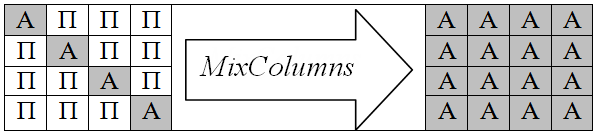 А П П П
П А П П
П П А П
П П П А
MixColumns
А А А А
А А А А
А А А А
А А А А